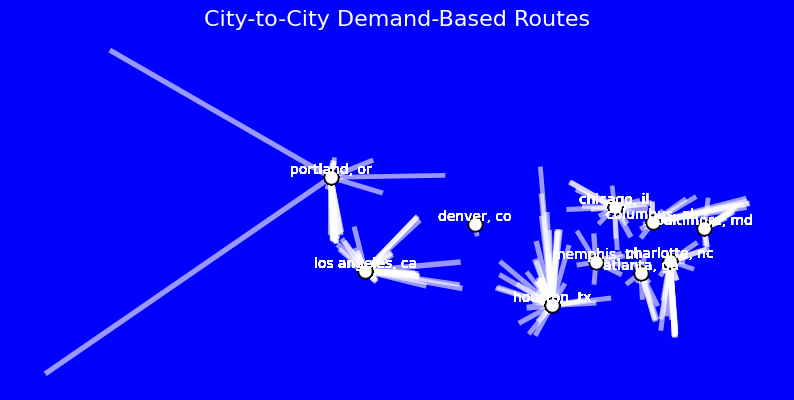 City-to-City Demand-Based Routes
portland, or
chicago, il
denver, co
columbus, oh
baltimore, md
los angeles, ca
memphis, tn
charlotte, nc
atlanta, ga
houston, tx